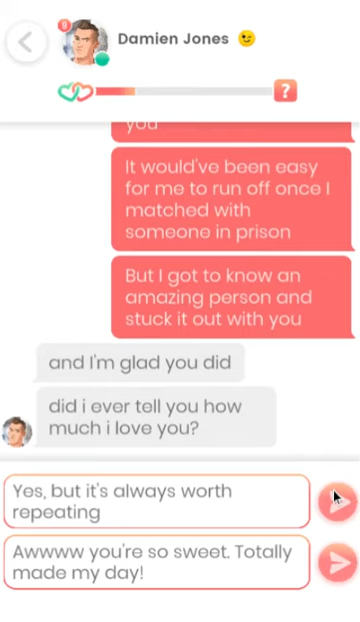 9
Damien Jones
?
you
It would've been easy
for me to run off once I
matched with
someone in prison
But I got to know an
amazing person and
stuck it out with you
and I'm glad you did
did i ever tell you how
much i love you?
Yes, but it's always worth
repeating
Awwww you're so sweet. Totally
made my day!